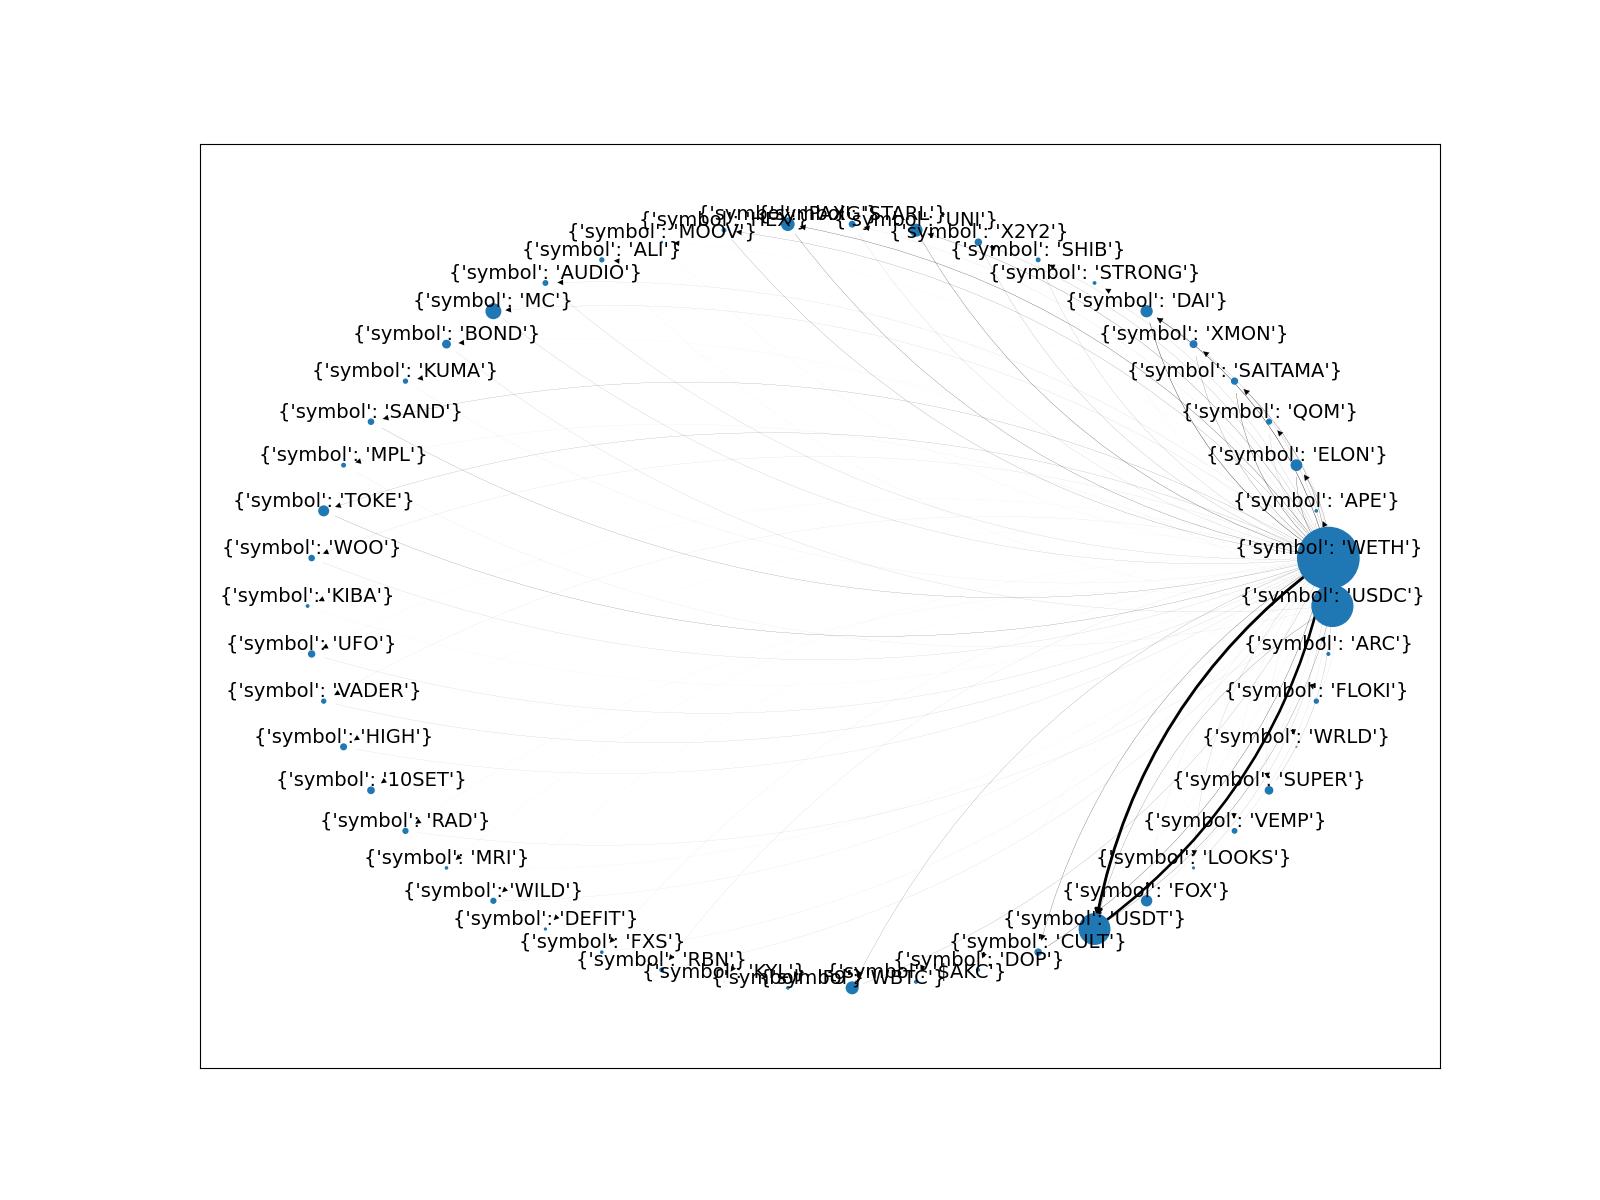 {'symbol': 'HEX'}
{'symbol': 'PAXG'}
{'symbol': 'STARL'}
{'symbol': 'UNI'}
{'symbol': 'MOOV'}
{'symbol': 'X2Y2'}
{'symbol': 'ALI'}
{'symbol': 'SHIB'}
{'symbol': 'AUDIO'}
{'symbol': 'STRONG'}
{'symbol': 'MC'}
{'symbol': 'DAI'}
{'symbol': 'BOND'}
{'symbol': 'XMON'}
{'symbol': 'KUMA'}
{'symbol': 'SAITAMA'}
{'symbol': 'SAND'}
{'symbol': 'QOM'}
{'symbol': 'MPL'}
{'symbol': 'ELON'}
{'symbol': 'TOKE'}
{'symbol': 'APE'}
{'symbol': 'WOO'}
{'symbol': 'WETH'}
{'symbol': 'KIBA'}
{'symbol': 'USDC'}
{'symbol': 'UFO'}
{'symbol': 'ARC'}
{'symbol': 'VADER'}
{'symbol': 'FLOKI'}
{'symbol': 'HIGH'}
{'symbol': 'WRLD'}
{'symbol': '10SET'}
{'symbol': 'SUPER'}
{'symbol': 'RAD'}
{'symbol': 'VEMP'}
{'symbol': 'MRI'}
{'symbol': 'LOOKS'}
{'symbol': 'WILD'}
{'symbol': 'FOX'}
{'symbol': 'DEFIT'}
{'symbol': 'USDT'}
{'symbol': 'FXS'}
{'symbol': 'CULT'}
{'symbol': 'RBN'}
{'symbol': 'DOP'}
{'symbol': 'KYL'}
{'symbol': 'SAKC'}
{'symbol': 'WBTC'}